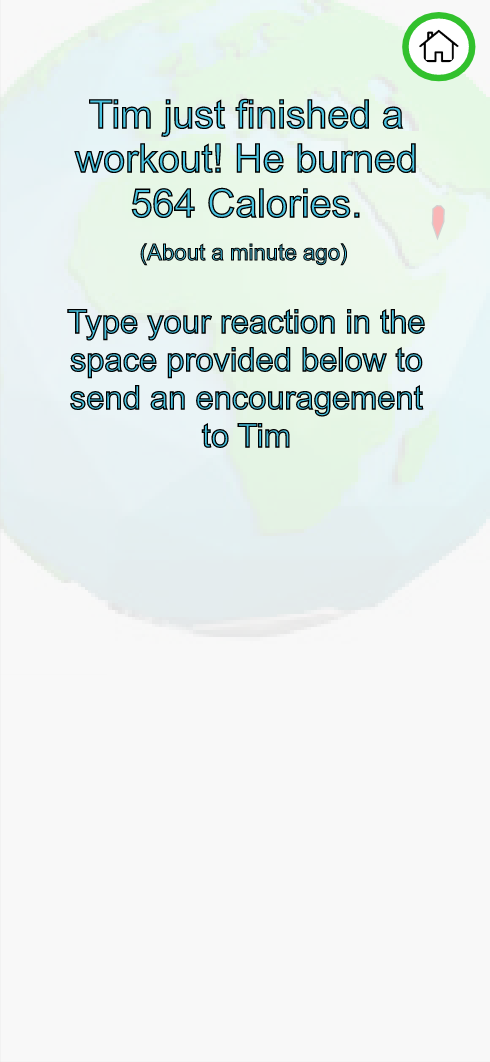 Tim just finished a
workout! He burned
564 Calories.
(About a minute ago)
Type your reaction in the
space provided below to
send an encouragement
to Tim